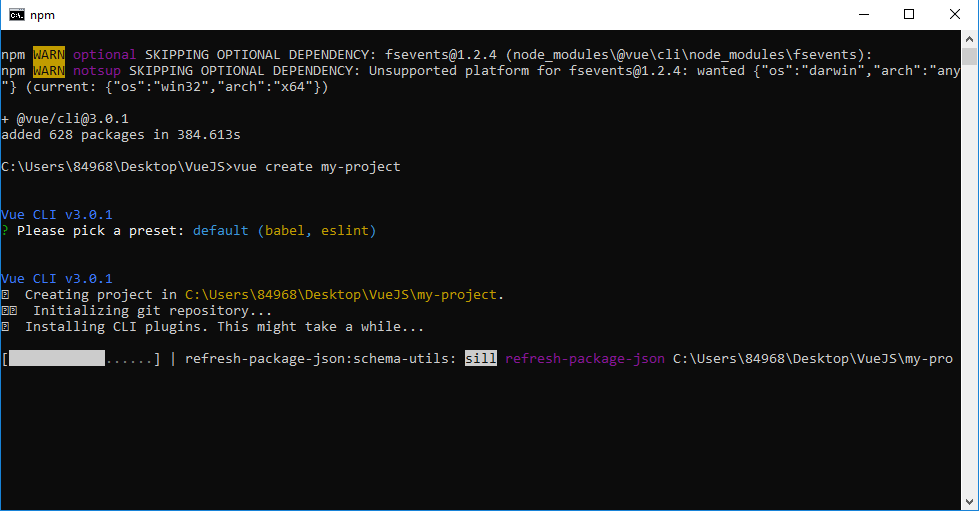 npm
npm WARN optional SKIPPING OPTIONAL DEPENDENCY: fsevents@1.2.4 (node_modules\@vue\cli\node_modules\fsevents):
npm WARN notsup SKIPPING OPTIONAL DEPENDENCY: Unsupported platform for fsevents@1.2.4: wanted {"os":"darwin","arch":"any
"} (current: {"os":"win32","arch":"x64"})
+ @vue/cli@3.0.1
added 628 packages in 384.613s
C:\Users\84968\Desktop\VueJS>vue create my-project
Vue CLI v3.0.1
? Please pick a preset: default (babel, eslint)
Vue CLI v3.0.1
Creating project in C:\Users\84968\Desktop\VueJS\my-project.
Initializing git repository...
Installing CLI plugins. This might take a while...
[ ......] | refresh-package-json:schema-utils: sill refresh-package-json C:\Users\84968\Desktop\VueJS\my-pro